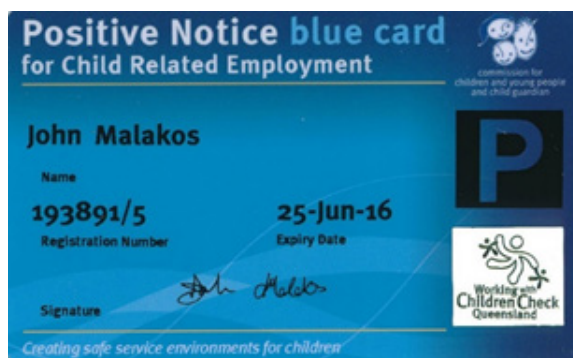 Positive Notice blue card
for Child Related Employment
commission for
children and young people
and child guardian
John Malakos
Name
P
193891/5
25-Jun-16
Registration Number
Expiry Date
John Malakos
Signature
Working with
Children Check
Queensland
Creating safe service environments for children